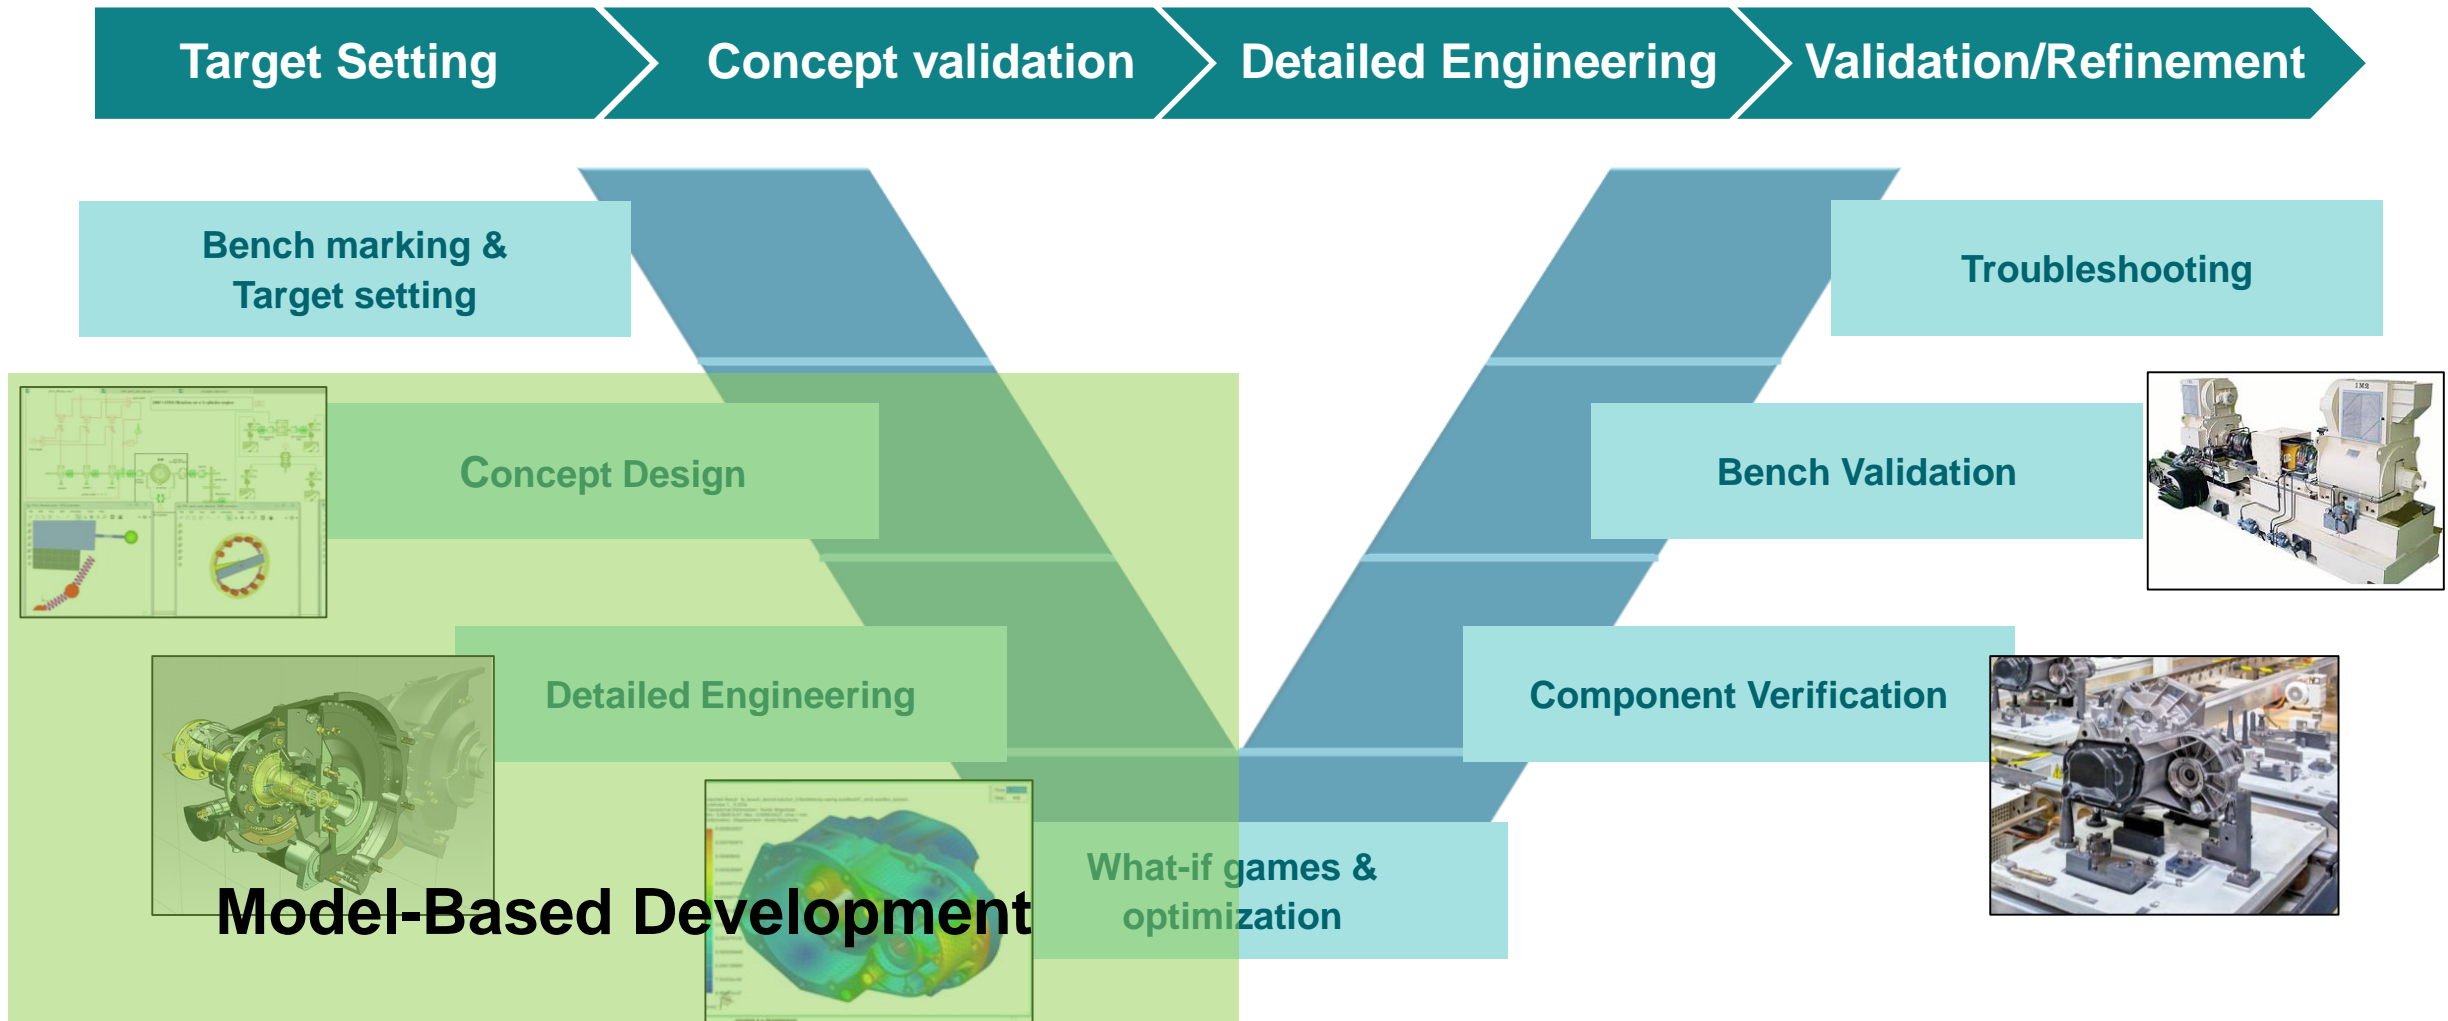 Target Setting
Concept validation
Detailed Engineering
Validation/Refinement
Bench marking &
Target setting
Troubleshooting
Concept Design
Bench Validation
Detailed Engineering
Component Verification
What-if games &
optimization
Model-Based Development